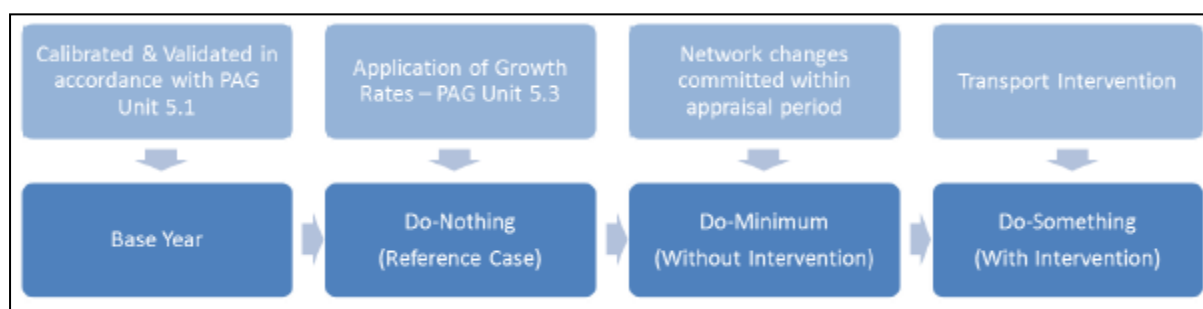 Calibrated & Validated in
accordance with PAG
Unit 5.1
Application of Growth
Rates – PAG Unit 5.3
Network changes
committed within
appraisal period
Transport Intervention
Base Year
Do-Nothing
(Reference Case)
Do-Minimum
(Without Intervention)
Do-Something
(With Intervention)